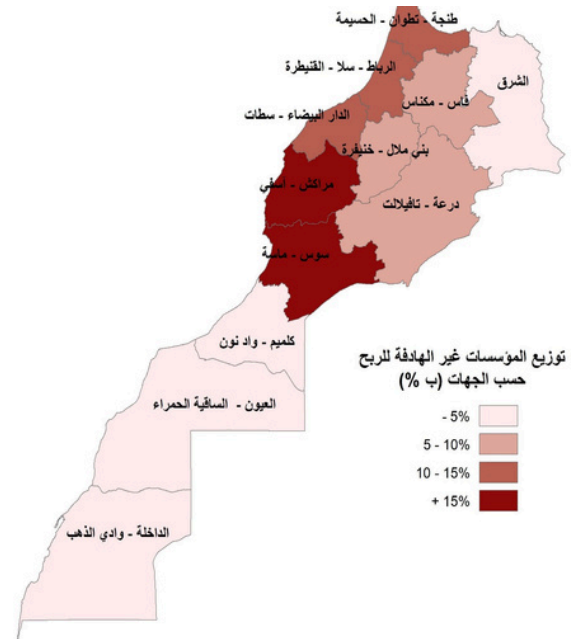 طنجة - تطوان - الحسيمة
الرباط - سلا - القنيطرة
الشرق
فاس - مكناس
الدار البيضاء - سطات
بني ملال - خنيفرة
مراكش - أسفي
درعة - تافيلالت
سوس - ماسة
كلميم - واد نون
العيون - الساقية الحمراء
الداخلة - وادي الذهب
توزيع المؤسسات غير الهادفة للربح
حسب الجهات (ب %)
- 5%
5 - 10%
10 - 15%
+ 15%